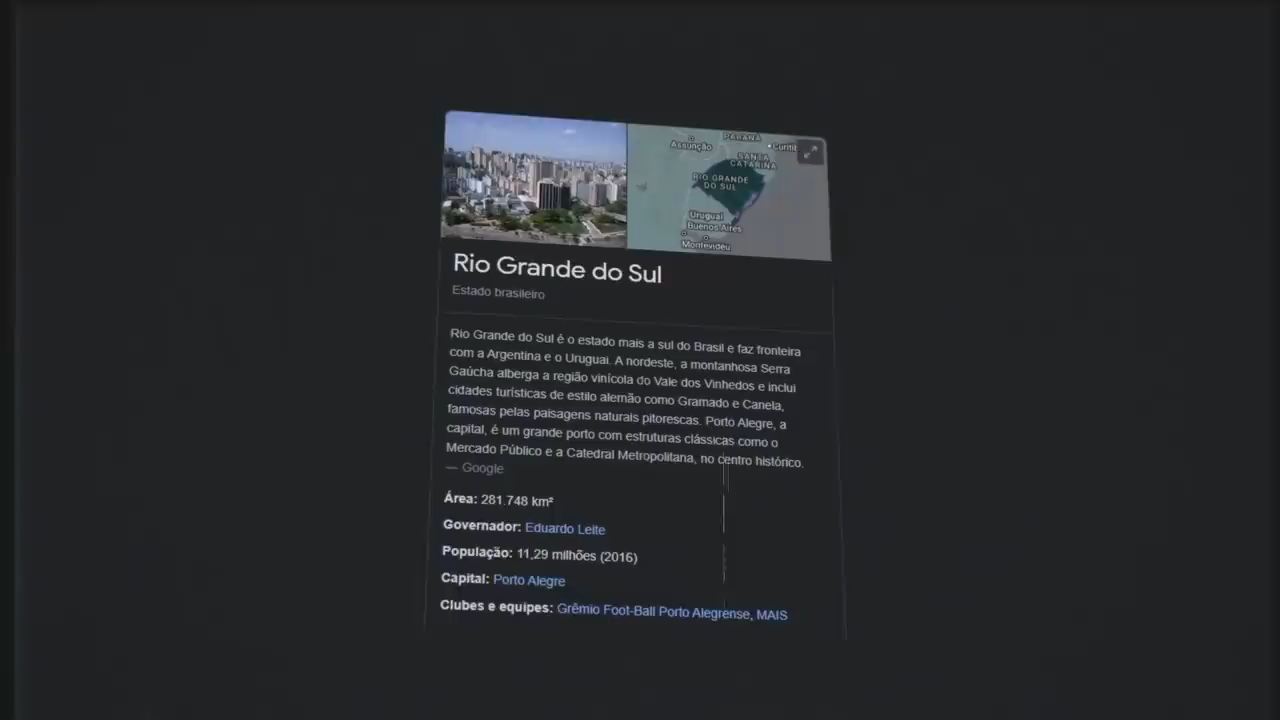 PARANÁ
Assunção
Curitib
SANTA
CATARINA
RIO GRANDE
DO SUL
Uruguai
Buenos Aires
Montevidéu
Rio Grande do Sul
Estado brasileiro
Rio Grande do Sul é o estado mais a sul do Brasil e faz fronteira
com a Argentina e o Uruguai. A nordeste, a montanhosa Serra
Gaúcha alberga a região vinícola do Vale dos Vinhedos e inclui
cidades turísticas de estilo alemão como Gramado e Canela,
famosas pelas paisagens naturais pitorescas. Porto Alegre, a
capital, é um grande porto com estruturas clássicas como o
Mercado Público e a Catedral Metropolitana, no centro histórico.
— Google
Área: 281.748 km²
Governador: Eduardo Leite
População: 11,29 milhões (2016)
Capital: Porto Alegre
Clubes e equipes: Grêmio Foot-Ball Porto Alegrense, MAIS